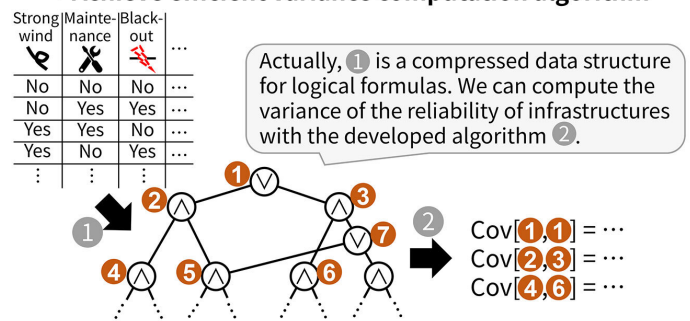 Strong Mainte- Black-
wind nance out ...
No No No ...
No Yes Yes ...
Yes Yes No ...
Yes No Yes ...
Actually, 1 is a compressed data structure
for logical formulas. We can compute the
variance of the reliability of infrastructures
with the developed algorithm 2.
1
2
3
7
4
5
6
1
2
Cov[1,1] = ...
Cov[2,3] = ...
Cov[4,6] = ...